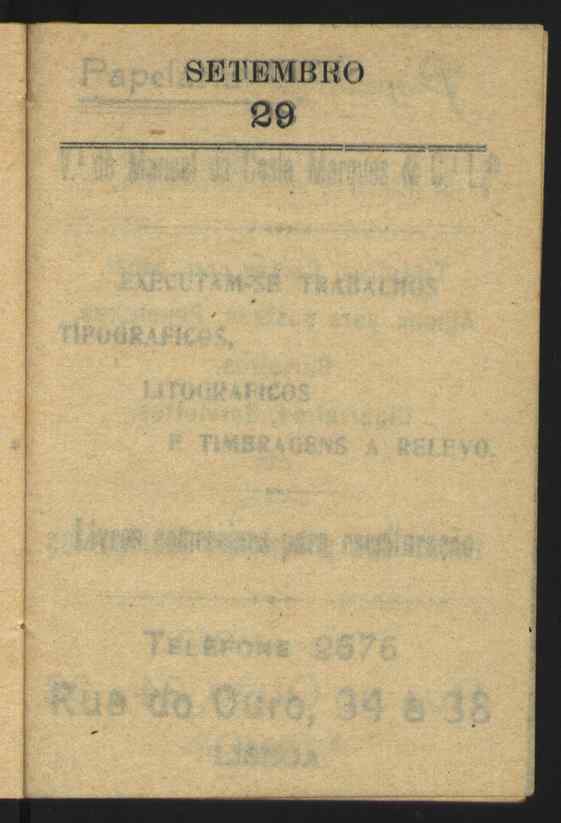 SETEMBRO
29
Papelaria
V.ª de Manuel da Costa Marques & C.ª L.da
EXECUTAM-SE TRABALHOS
TIPOGRAFICOS,
LITOGRAFICOS
E TIMBRAGENS A RELEVO.
Livros comerciais para escrituração.
TELEFONE 2676
Rua do Ouro, 34 a 38
LISBOA